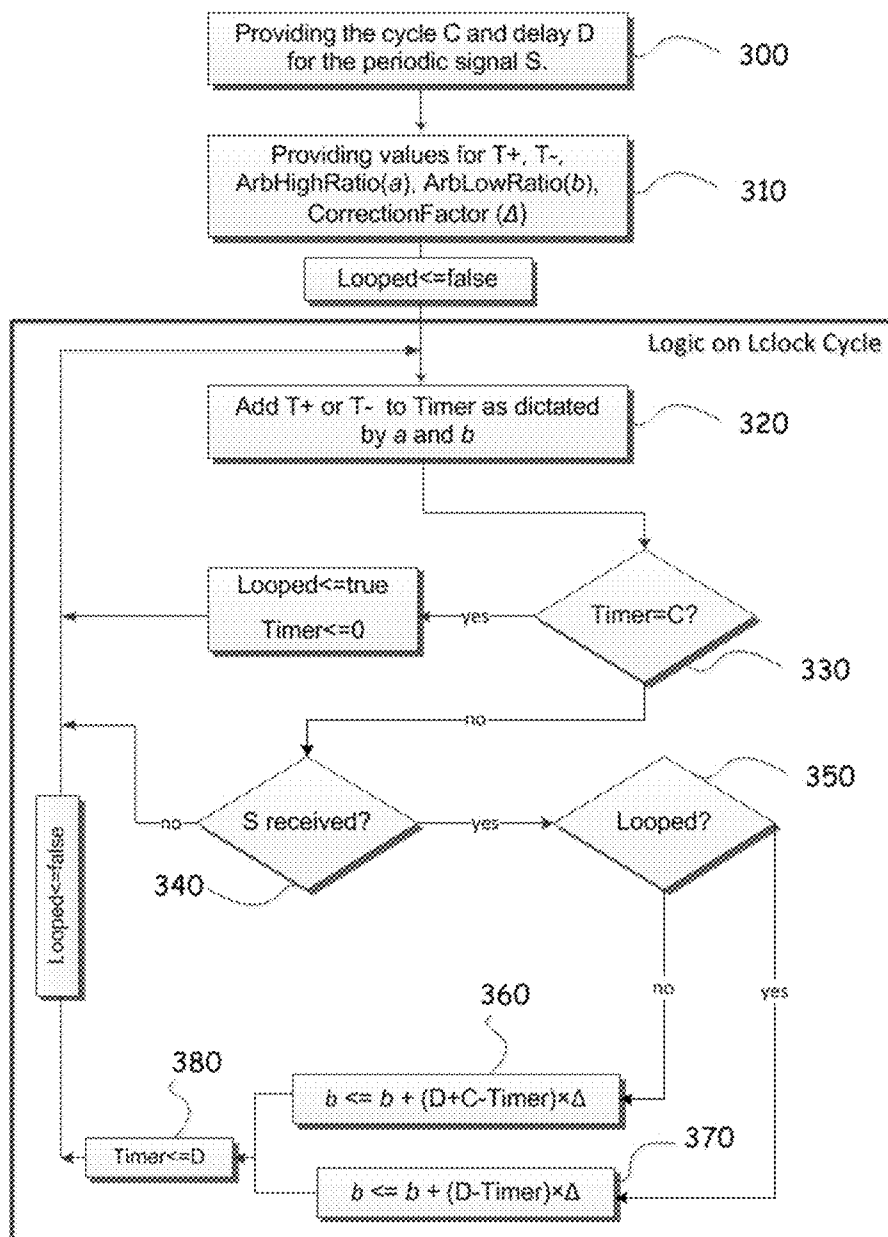 Providing the cycle C and delay D
for the periodic signal S.
300
Providing values for T+, T-,
ArbHighRatio(a), ArbLowRatio(b),
CorrectionFactor (Δ)
310
Looped<=false
Logic on Lclock Cycle
Add T+ or T- to Timer as dictated
by a and b
320
Looped<=true
Timer<=0
yes
Timer=C?
330
no
350
no
S received?
yes
Looped?
340
Looped<=false
no
yes
360
380
b <= b + (D+C-Timer)×Δ
370
Timer<=D
b <= b + (D-Timer)×Δ